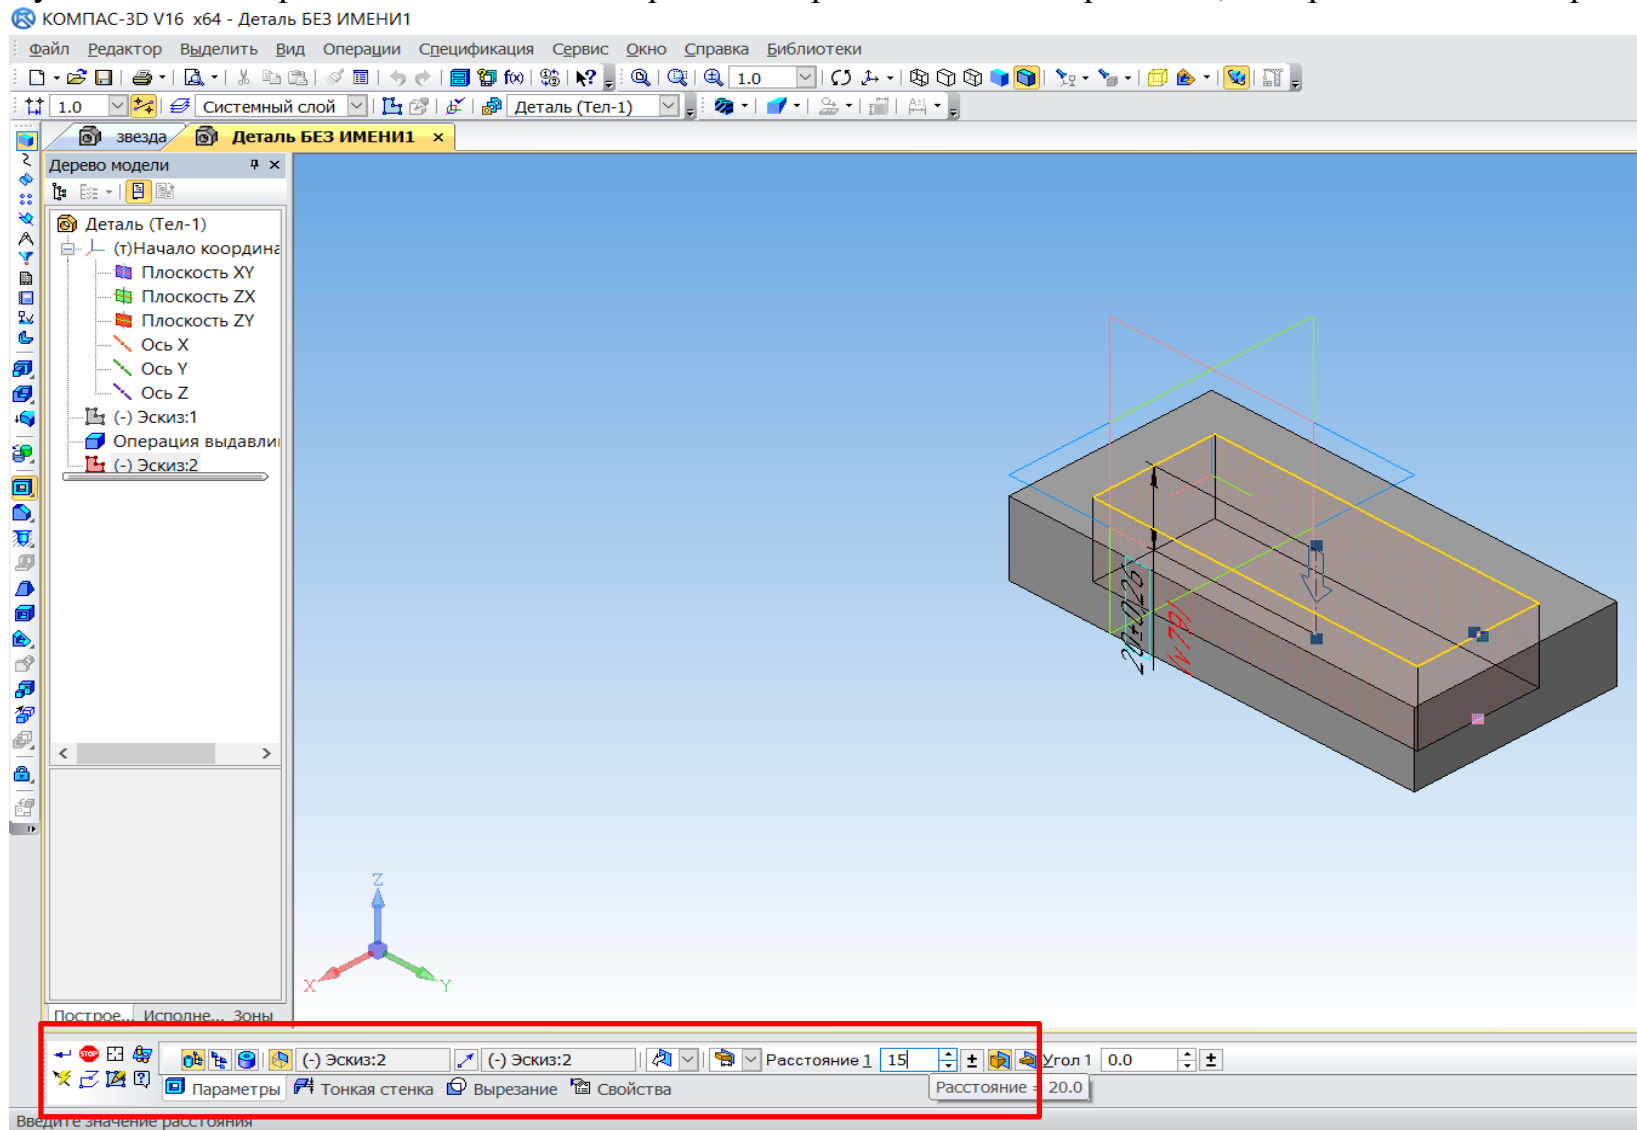 КОМПАС-3D V16 x64 - Деталь БЕЗ ИМЕНИ1
Файл Редактор Выделить Вид Операции Спецификация Сервис Окно Справка Библиотеки
1.0
1.0 Системный слой Деталь (Тел-1)
звезда Деталь БЕЗ ИМЕНИ1
Дерево модели
Деталь (Тел-1)
(т)Начало координа
Плоскость XY
Плоскость ZX
Плоскость ZY
Ось X
Ось Y
Ось Z
(-) Эскиз:1
Операция выдавли
(-) Эскиз:2
20±0,26
Z
X
Y
Построе... Исполне... Зоны
(-) Эскиз:2 (-) Эскиз:2 Расстояние 1 15 Угол 1 0.0
Параметры Тонкая стенка Вырезание Свойства
Расстояние = 20.0
Введите значение расстояния